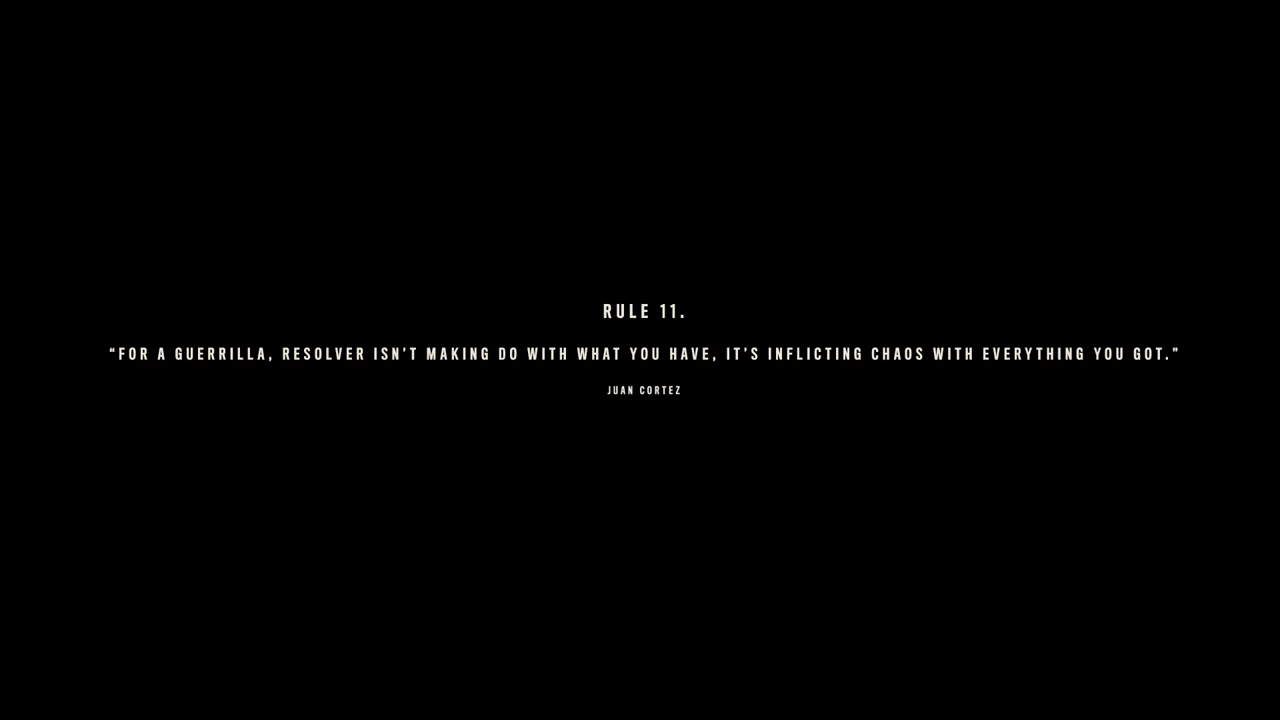 RULE 11.
“FOR A GUERRILLA, RESOLVER ISN’T MAKING DO WITH WHAT YOU HAVE, IT’S INFLICTING CHAOS WITH EVERYTHING YOU GOT.”
JUAN CORTEZ